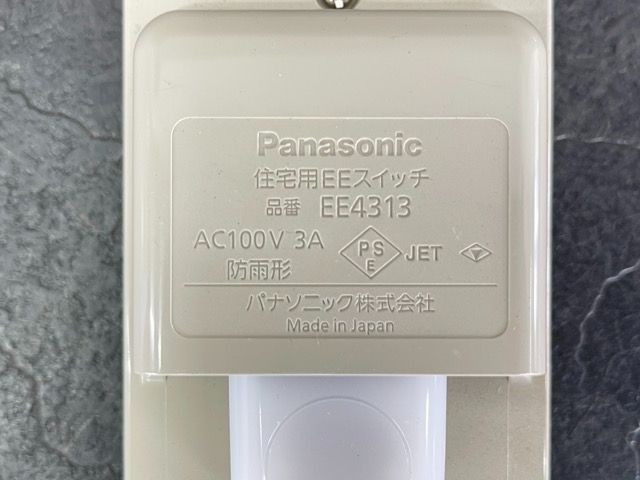 Panasonic
住宅用EEスイッチ
品番 EE4313
AC100V 3A
防雨形
PS
E
JET
パナソニック株式会社
Made in Japan